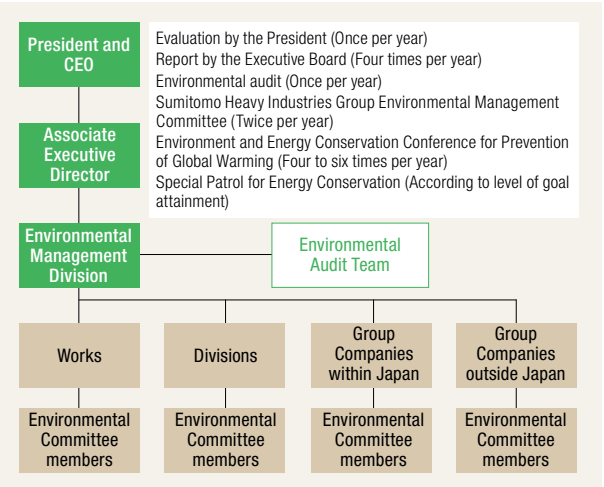 President and
CEO
Evaluation by the President (Once per year)
Report by the Executive Board (Four times per year)
Environmental audit (Once per year)
Sumitomo Heavy Industries Group Environmental Management
Committee (Twice per year)
Environment and Energy Conservation Conference for Prevention
of Global Warming (Four to six times per year)
Special Patrol for Energy Conservation (According to level of goal
attainment)
Associate
Executive
Director
Environmental
Management
Division
Environmental
Audit Team
Works
Divisions
Group
Companies
within Japan
Group
Companies
outside Japan
Environmental
Committee
members
Environmental
Committee
members
Environmental
Committee
members
Environmental
Committee
members